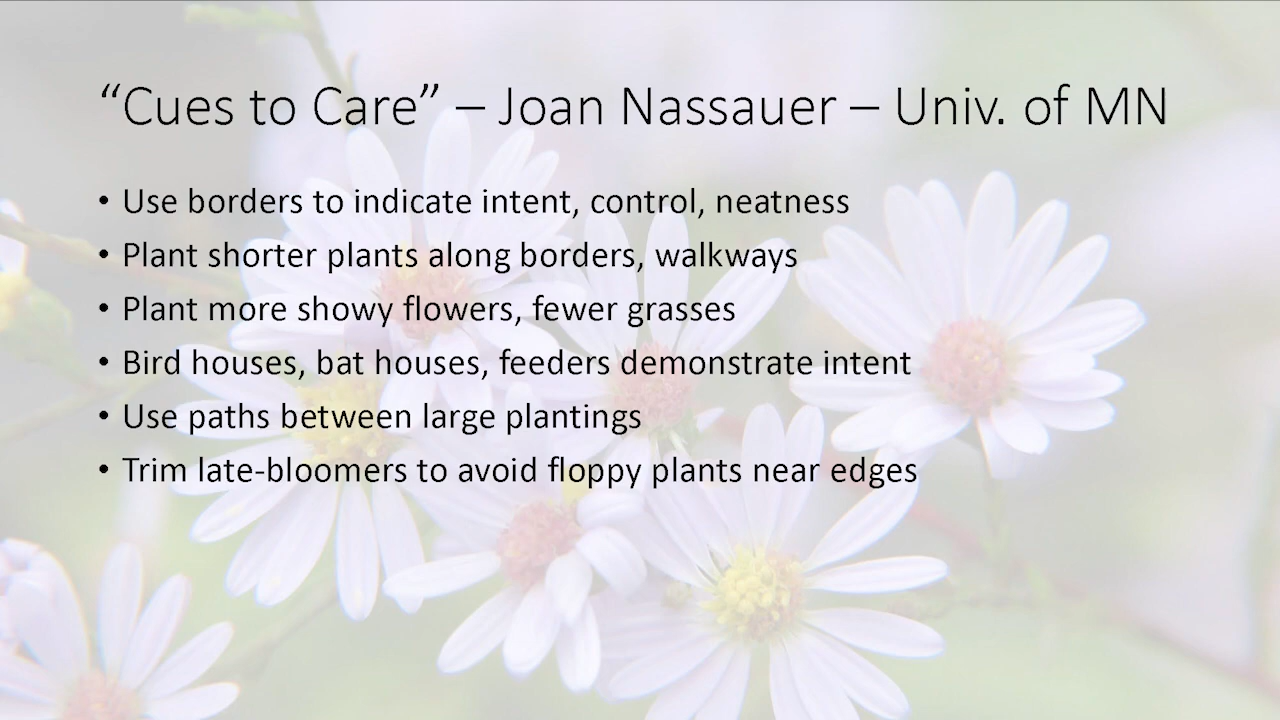 “Cues to Care” – Joan Nassauer – Univ. of MN
• Use borders to indicate intent, control, neatness
• Plant shorter plants along borders, walkways
• Plant more showy flowers, fewer grasses
• Bird houses, bat houses, feeders demonstrate intent
• Use paths between large plantings
• Trim late-bloomers to avoid floppy plants near edges